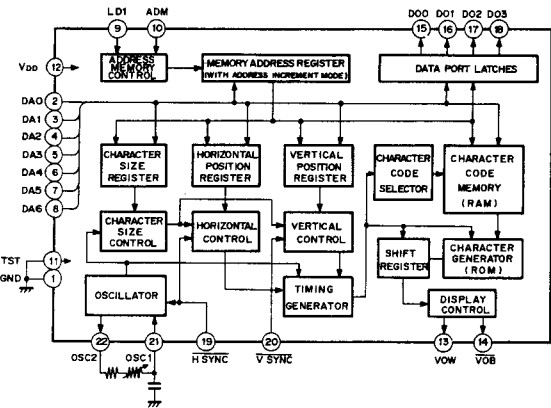 LD1 ADM
9 10
DO0 DO1 DO2 DO3
15 16 17 18
VDD 12
ADDRESS MEMORY CONTROL
MEMORY ADDRESS REGISTER
(WITH ADDRESS INCREMENT MODE)
DATA PORT LATCHES
DA0 2
DA1 3
DA2 4
DA3 5
DA4 6
DA5 7
DA6 8
CHARACTER SIZE REGISTER
HORIZONTAL POSITION REGISTER
VERTICAL POSITION REGISTER
CHARACTER CODE SELECTOR
CHARACTER CODE MEMORY (RAM)
CHARACTER SIZE CONTROL
HORIZONTAL CONTROL
VERTICAL CONTROL
SHIFT REGISTER
CHARACTER GENERATOR (ROM)
TST 11
GND 1
OSCILLATOR
TIMING GENERATOR
DISPLAY CONTROL
22 21 19 20 13 14
OSC2 OSC1 H SYNC V SYNC VOW VOB